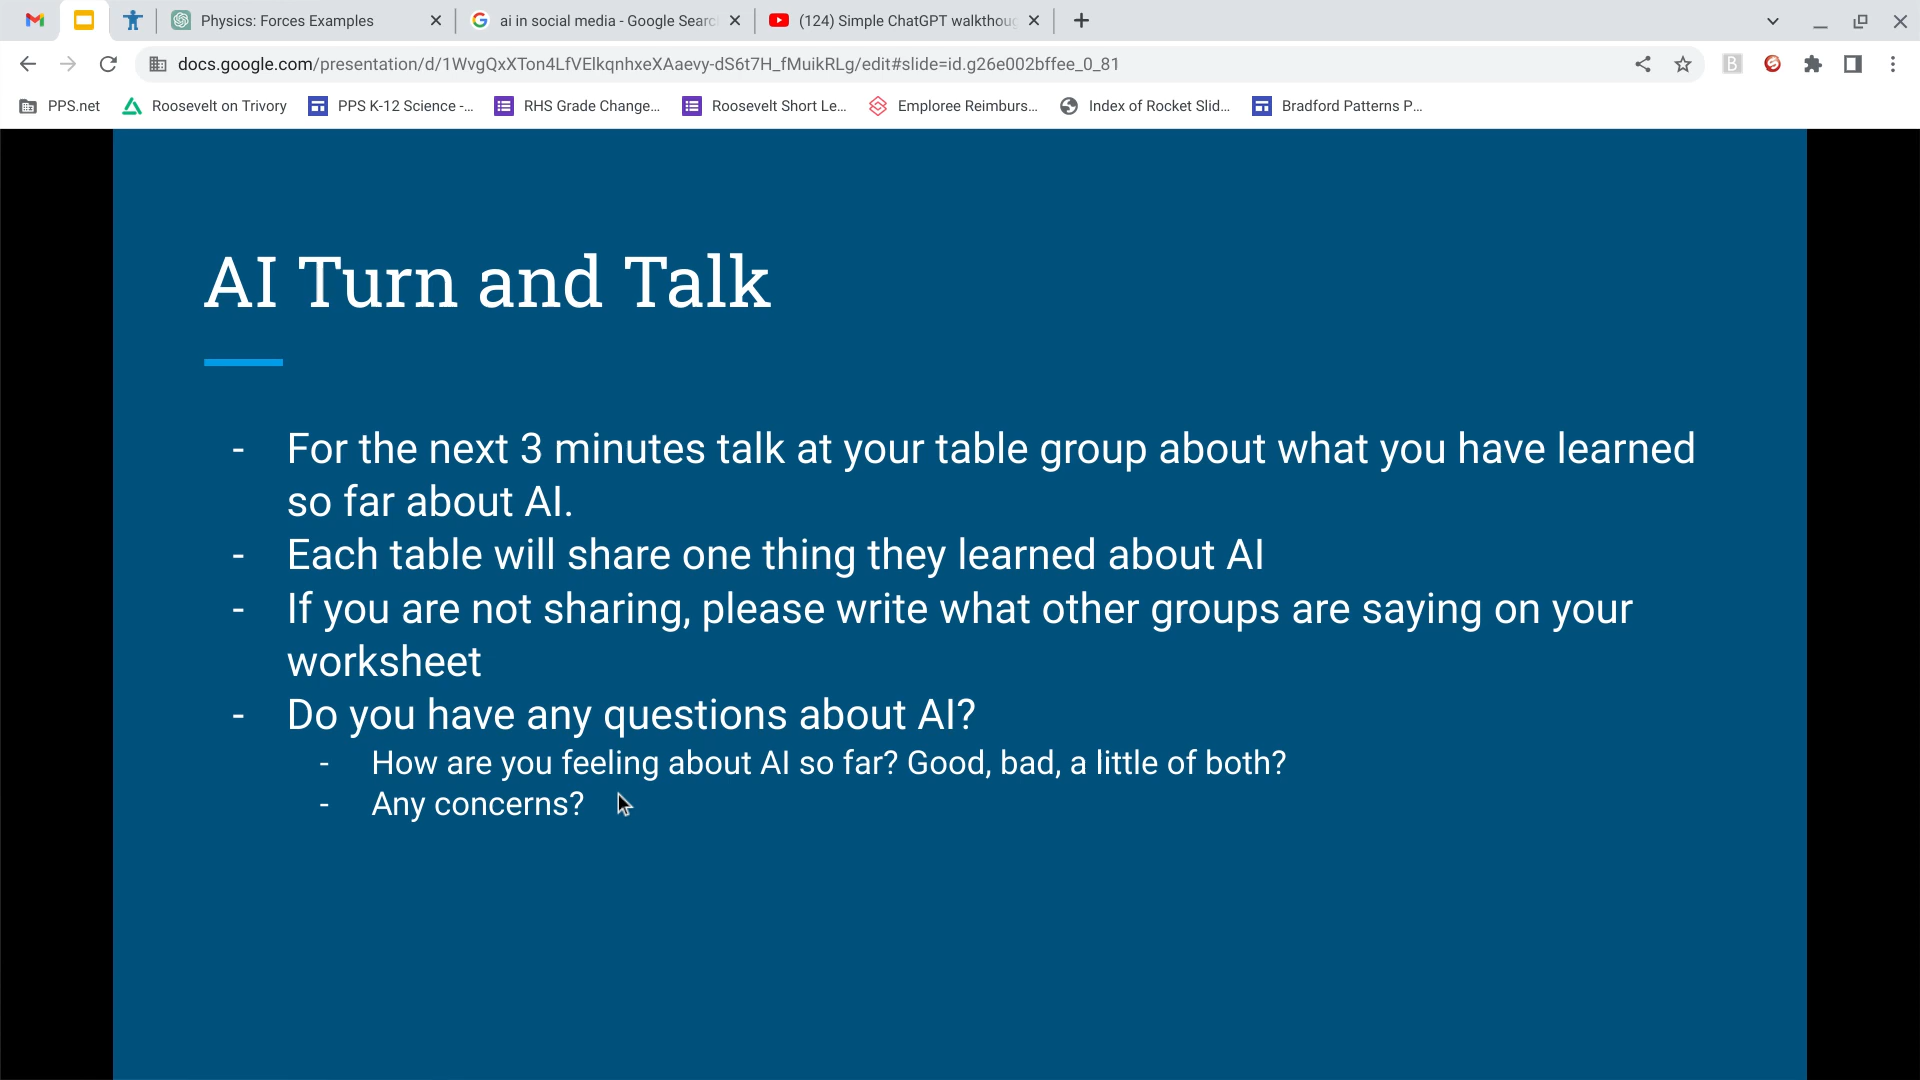 Physics: Forces Examples
ai in social media - Google Searc
(124) Simple ChatGPT walkthoug
docs.google.com/presentation/d/1WvgQxXTon4LfVElkqnhxeXAaevy-dS6t7H_fMuikRLg/edit#slide=id.g26e002bffee_0_81
B
PPS.net
Roosevelt on Trivory
PPS K-12 Science -...
RHS Grade Change...
Roosevelt Short Le...
Emploree Reimburs...
Index of Rocket Slid...
Bradford Patterns P...
AI Turn and Talk
- For the next 3 minutes talk at your table group about what you have learned
so far about AI.
- Each table will share one thing they learned about AI
- If you are not sharing, please write what other groups are saying on your
worksheet
- Do you have any questions about AI?
- How are you feeling about AI so far? Good, bad, a little of both?
- Any concerns?